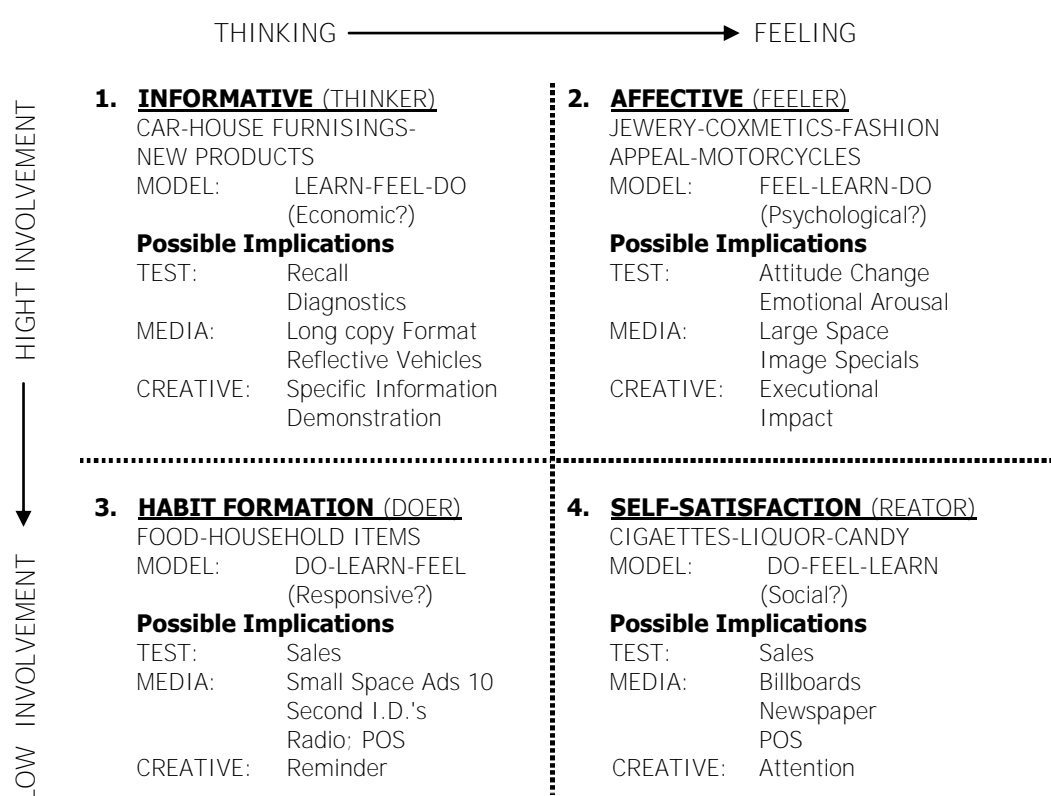 THINKING FEELING
HIGHT INVOLVEMENT
LOW INVOLVEMENT
1. INFORMATIVE (THINKER)
CAR-HOUSE FURNISINGS-
NEW PRODUCTS
MODEL: LEARN-FEEL-DO
(Economic?)
Possible Implications
TEST: Recall
Diagnostics
MEDIA: Long copy Format
Reflective Vehicles
CREATIVE: Specific Information
Demonstration
2. AFFECTIVE (FEELER)
JEWERY-COXMETICS-FASHION
APPEAL-MOTORCYCLES
MODEL: FEEL-LEARN-DO
(Psychological?)
Possible Implications
TEST: Attitude Change
Emotional Arousal
MEDIA: Large Space
Image Specials
CREATIVE: Executional
Impact
3. HABIT FORMATION (DOER)
FOOD-HOUSEHOLD ITEMS
MODEL: DO-LEARN-FEEL
(Responsive?)
Possible Implications
TEST: Sales
MEDIA: Small Space Ads 10
Second I.D.'s
Radio; POS
CREATIVE: Reminder
4. SELF-SATISFACTION (REATOR)
CIGAETTES-LIQUOR-CANDY
MODEL: DO-FEEL-LEARN
(Social?)
Possible Implications
TEST: Sales
MEDIA: Billboards
Newspaper
POS
CREATIVE: Attention